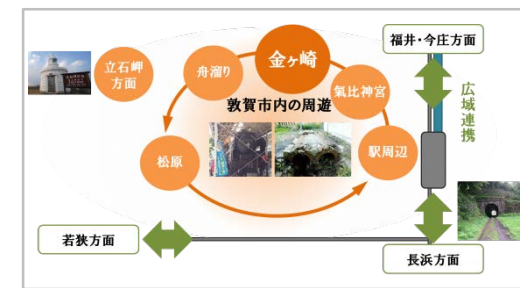 福井・今庄方面
金ヶ崎
舟溜り
立石岬
方面
氣比神宮
敦賀市内の周遊
広域連携
松原
駅周辺
若狭方面
長浜方面